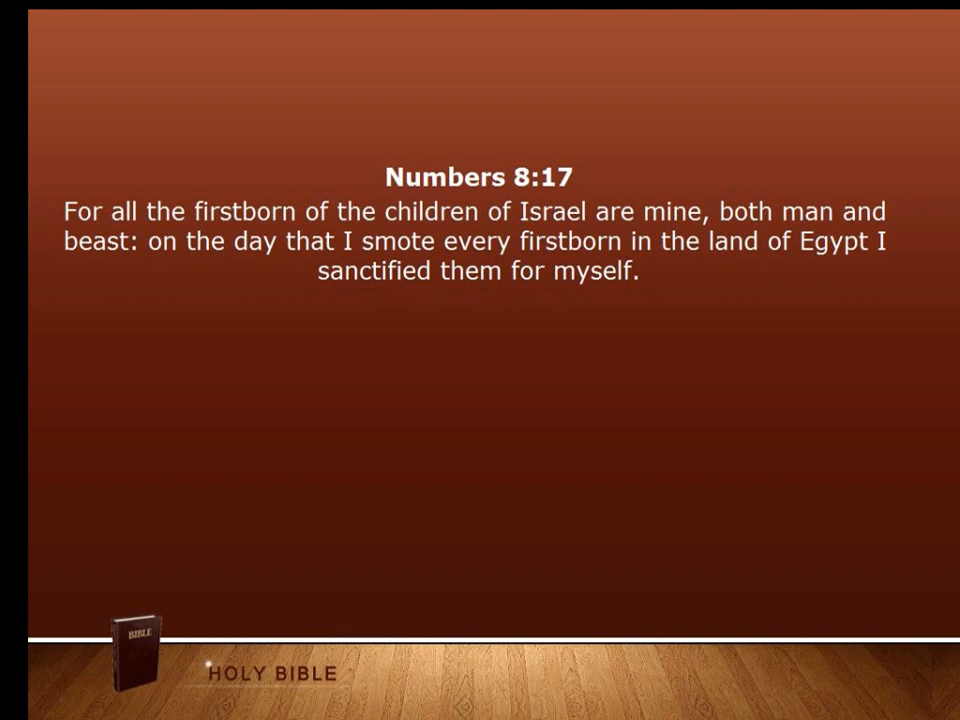 Numbers 8:17
For all the firstborn of the children of Israel are mine, both man and
beast: on the day that I smote every firstborn in the land of Egypt I
sanctified them for myself.
BIBLE
HOLY BIBLE